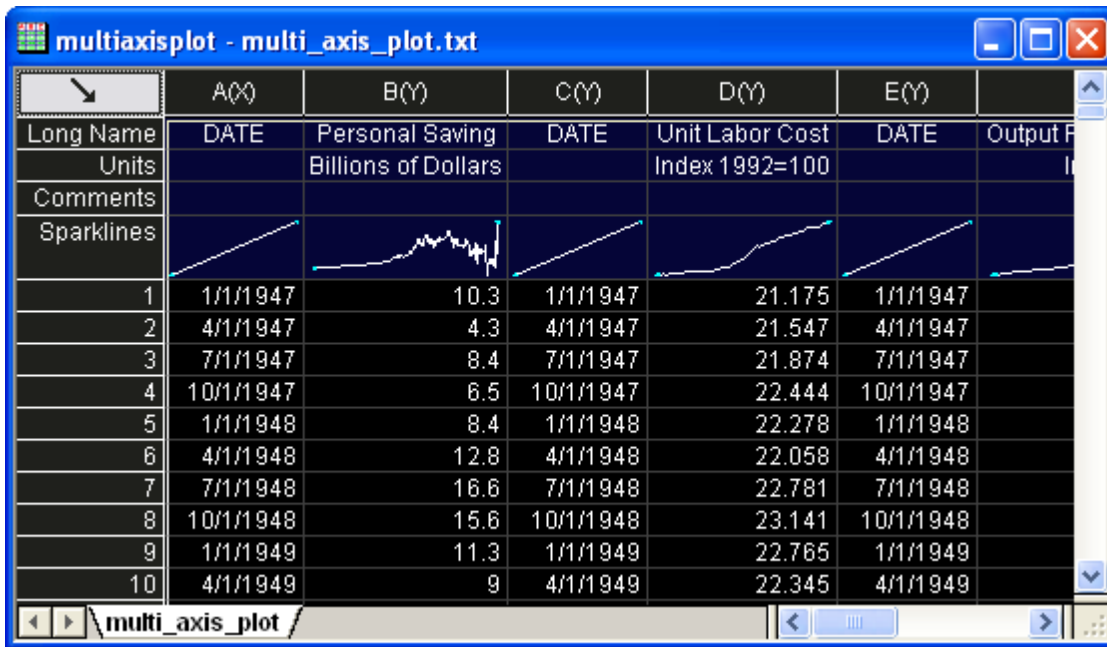 multiaxisplot - multi_axis_plot.txt
A(X) B(Y) C(Y) D(Y) E(Y)
Long Name DATE Personal Saving DATE Unit Labor Cost DATE Output
Units Billions of Dollars Index 1992=100
Comments
Sparklines
1 1/1/1947 10.3 1/1/1947 21.175 1/1/1947
2 4/1/1947 4.3 4/1/1947 21.547 4/1/1947
3 7/1/1947 8.4 7/1/1947 21.874 7/1/1947
4 10/1/1947 6.5 10/1/1947 22.444 10/1/1947
5 1/1/1948 8.4 1/1/1948 22.278 1/1/1948
6 4/1/1948 12.8 4/1/1948 22.058 4/1/1948
7 7/1/1948 16.6 7/1/1948 22.781 7/1/1948
8 10/1/1948 15.6 10/1/1948 23.141 10/1/1948
9 1/1/1949 11.3 1/1/1949 22.765 1/1/1949
10 4/1/1949 9 4/1/1949 22.345 4/1/1949
multi_axis_plot